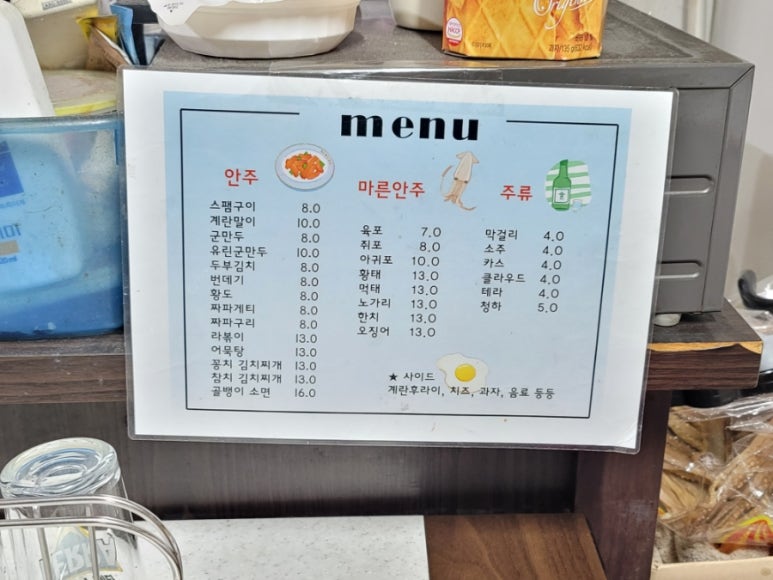 Original
과자/135 g(632 kcal)
menu
안주
스팸구이 8.0
계란말이 10.0
군만두 8.0
유린군만두 10.0
두부김치 8.0
번데기 8.0
황도 8.0
짜파게티 8.0
짜파구리 8.0
라볶이 13.0
어묵탕 13.0
꽁치 김치찌개 13.0
참치 김치찌개 13.0
골뱅이 소면 16.0
마른안주
육포 7.0
쥐포 8.0
아귀포 10.0
황태 13.0
먹태 13.0
노가리 13.0
한치 13.0
오징어 13.0
주류
막걸리 4.0
소주 4.0
카스 4.0
클라우드 4.0
테라 4.0
청하 5.0
★ 사이드
계란후라이, 치즈, 과자, 음료 등등